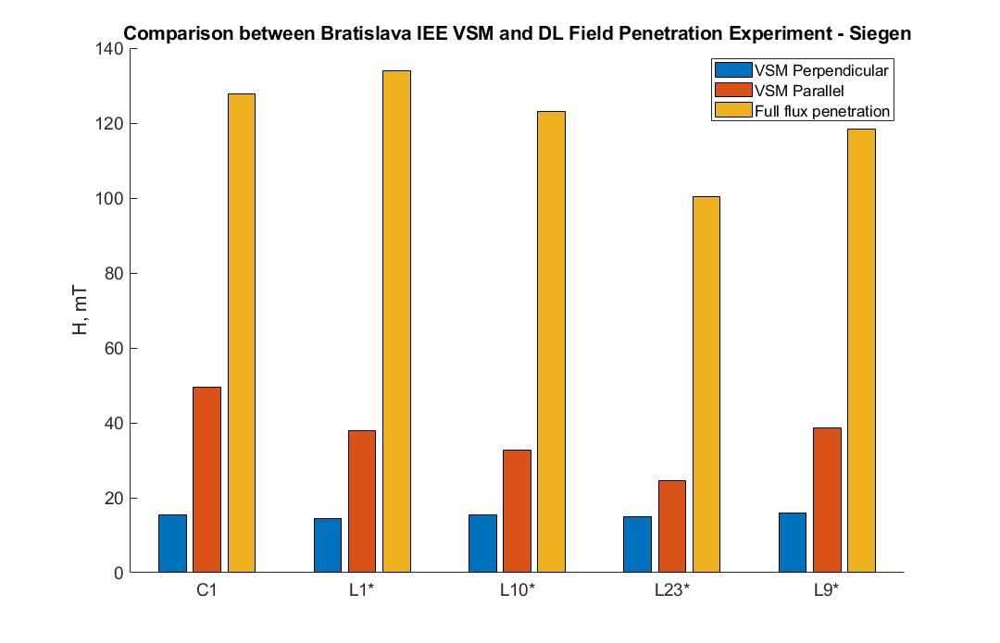 Comparison between Bratislava IEE VSM and DL Field Penetration Experiment - Siegen
140
120
100
80
60
40
20
0
H, mT
VSM Perpendicular
VSM Parallel
Full flux penetration
C1 L1* L10* L23* L9*